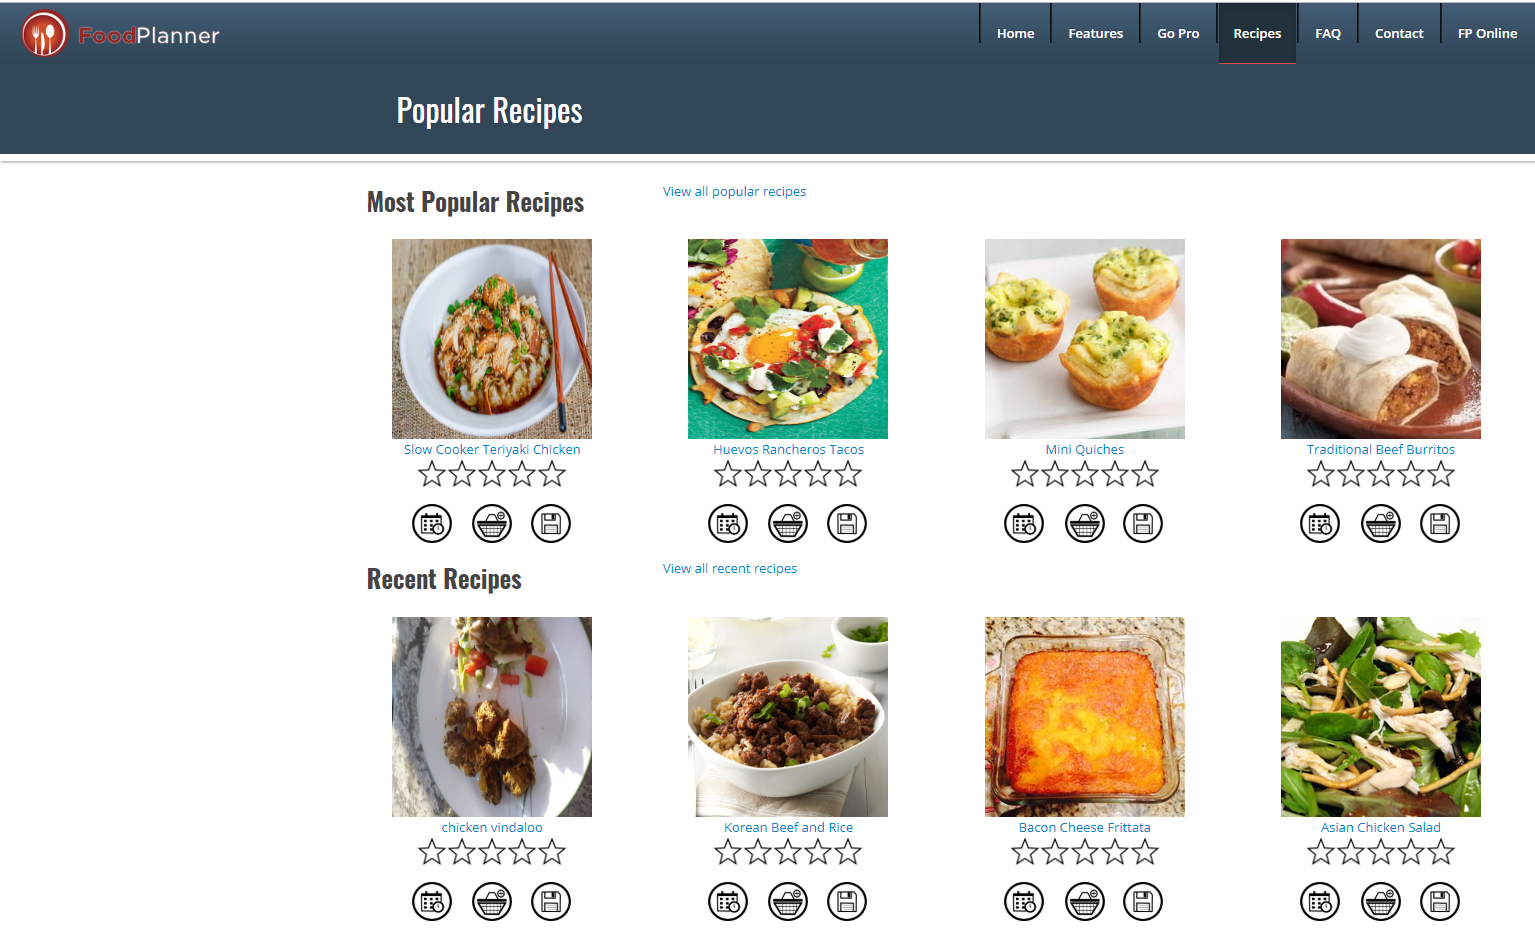 FoodPlanner
Home Features Go Pro Recipes FAQ Contact FP Online
Popular Recipes
Most Popular Recipes View all popular recipes
Slow Cooker Teriyaki Chicken Huevos Rancheros Tacos Mini Quiches Traditional Beef Burritos
Recent Recipes View all recent recipes
chicken vindaloo Korean Beef and Rice Bacon Cheese Frittata Asian Chicken Salad